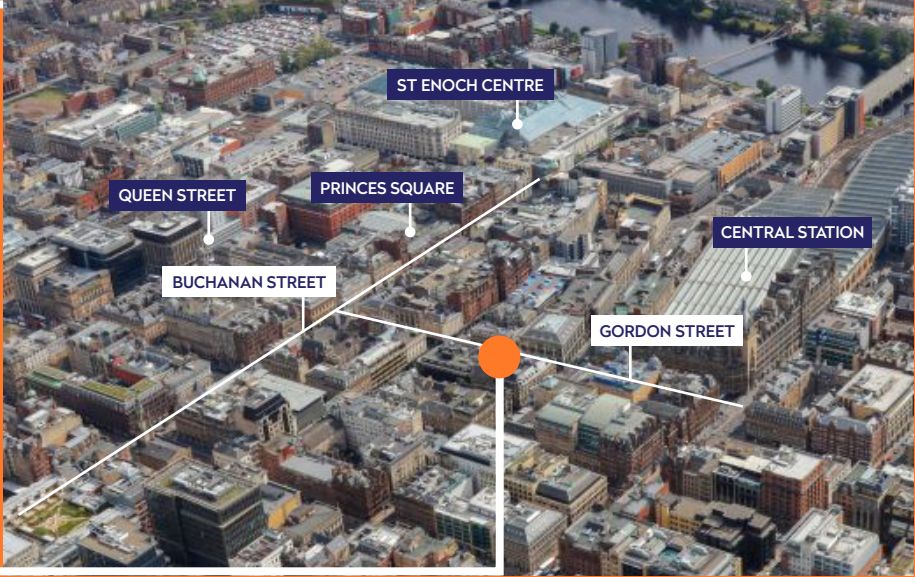 ST ENOCH CENTRE
QUEEN STREET
PRINCES SQUARE
CENTRAL STATION
BUCHANAN STREET
GORDON STREET